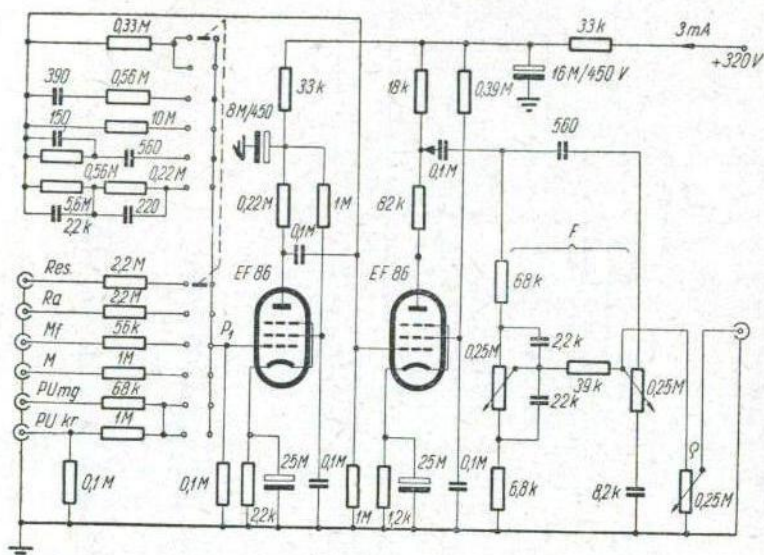 0,33M
390
0,56M
10M
150
560
0,56M
0,22M
5,6M
220
2,2k
Res.
2,2M
Ra
2,2M
Mf
56k
M
1M
PU mg
68k
PU kr
1M
0,1M
P1
33k
8M/450
0,22M
1M
0,1M
EF 86
0,1M
2,2k
25M
0,1M
18k
0,39M
82k
EF 86
1M
1,2k
25M
0,1M
33k
3mA
+320V
16M/450 V
560
0,1M
F
68k
2,2k
0,25M
39k
0,25M
22k
6,8k
8,2k
0,25M